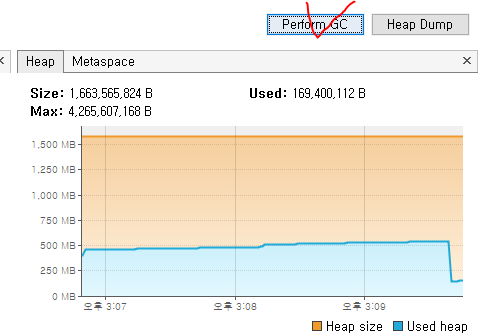 Perform GC Heap Dump
Heap Metaspace
Size: 1,663,565,824 B Used: 169,400,112 B
Max: 4,265,607,168 B
1,500 MB
1,250 MB
1,000 MB
750 MB
500 MB
250 MB
0 MB
오후 3:07 오후 3:08 오후 3:09
Heap size Used heap